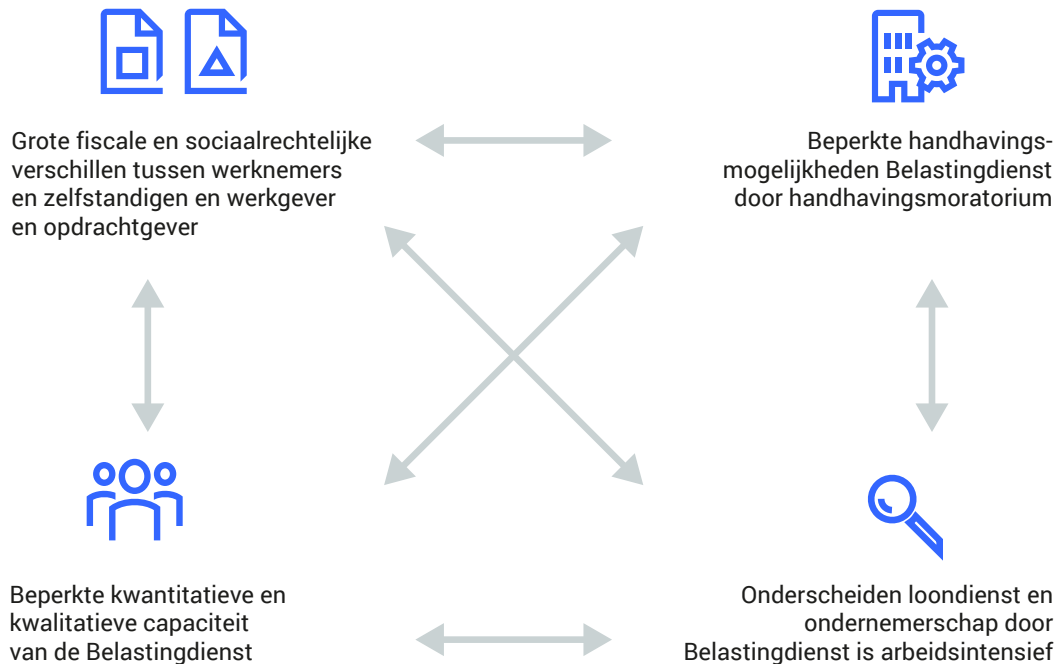 Grote fiscale en sociaalrechtelijke
verschillen tussen werknemers
en zelfstandigen en werkgever
en opdrachtgever
Beperkte handhavings-
mogelijkheden Belastingdienst
door handhavingsmoratorium
Beperkte kwantitatieve en
kwalitatieve capaciteit
van de Belastingdienst
Onderscheiden loondienst en
ondernemerschap door
Belastingdienst is arbeidsintensief